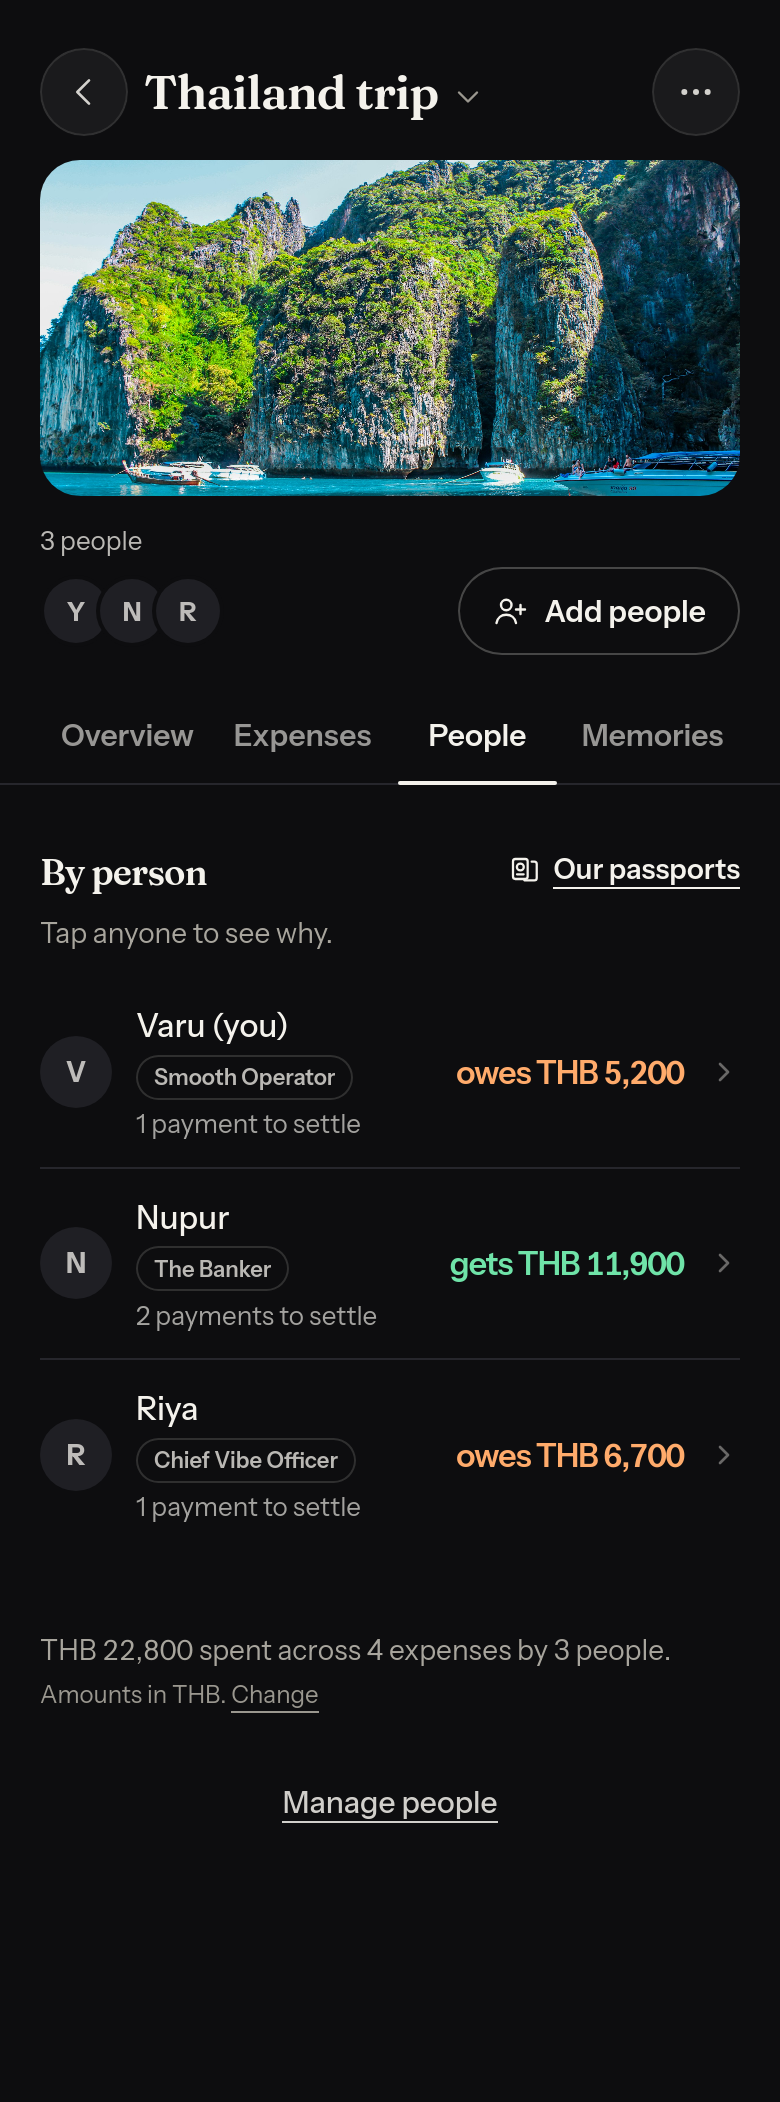 Thailand trip
3 people
Y N R
Add people
Overview Expenses People Memories
By person
Our passports
Tap anyone to see why.
Varu (you)
V
Smooth Operator
owes THB 5,200
1 payment to settle
Nupur
N
The Banker
gets THB 11,900
2 payments to settle
Riya
R
Chief Vibe Officer
owes THB 6,700
1 payment to settle
THB 22,800 spent across 4 expenses by 3 people.
Amounts in THB. Change
Manage people